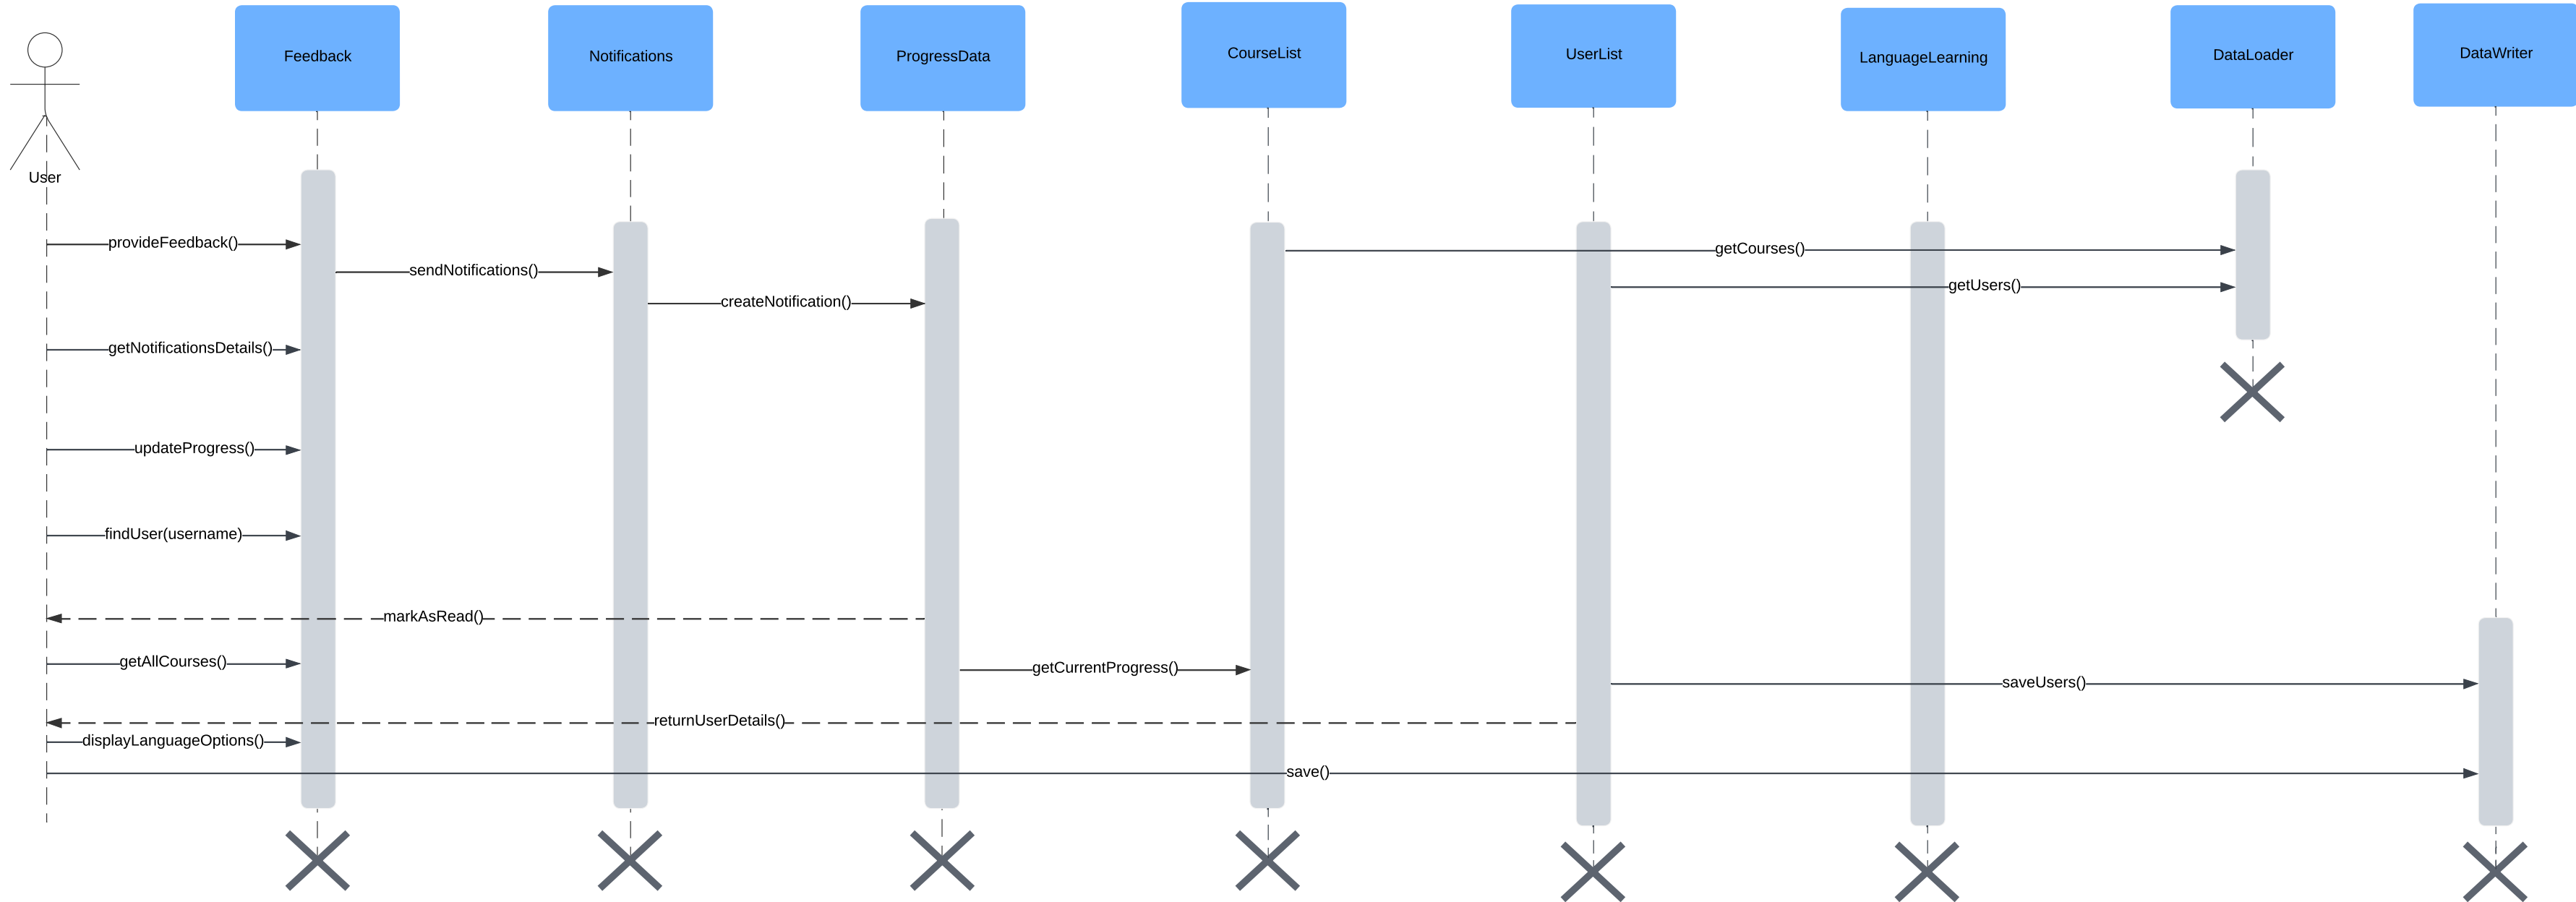 Feedback
Notifications
ProgressData
CourseList
UserList
LanguageLearning
DataLoader
DataWriter
User
provideFeedback()
getCourses()
sendNotifications()
getUsers()
createNotification()
getNotificationsDetails()
updateProgress()
findUser(username)
markAsRead()
getAllCourses()
getCurrentProgress()
saveUsers()
returnUserDetails()
displayLanguageOptions()
save()